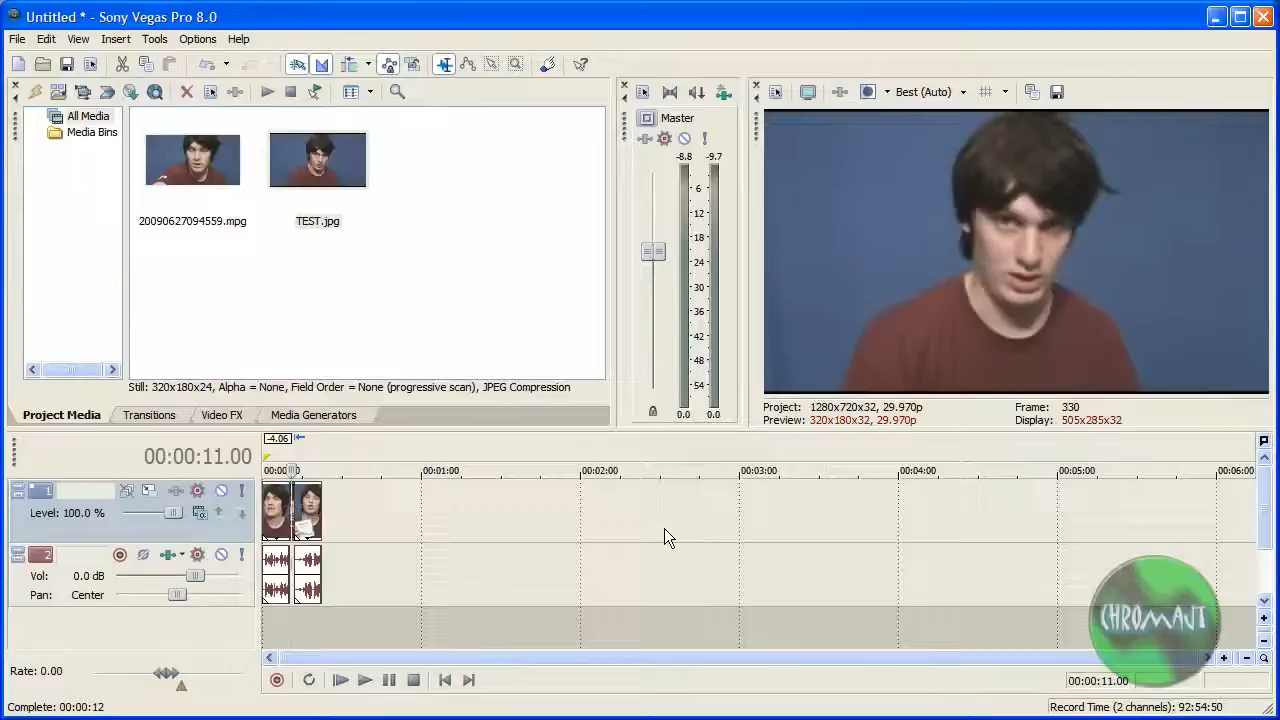 Untitled * - Sony Vegas Pro 8.0
File Edit View Insert Tools Options Help
Best (Auto)
All Media
Media Bins
20090627094559.mpg
TEST.jpg
Still: 320x180x24, Alpha = None, Field Order = None (progressive scan), JPEG Compression
Project Media Transitions Video FX Media Generators
Master
-8.8 -9.7
6
12
18
24
30
36
42
48
54
0.0 0.0
Project: 1280x720x32, 29.970p
Frame: 330
Preview: 320x180x32, 29.970p
Display: 505x285x32
-4.06
00:00:11.00
00:01:00 00:02:00 00:03:00 00:04:00 00:05:00 00:06:00
1
Level: 100.0 %
2
Vol: 0.0 dB
Pan: Center
CHROMAJT
Rate: 0.00
00:00:11.00
Complete: 00:00:12
Record Time (2 channels): 92:54:50